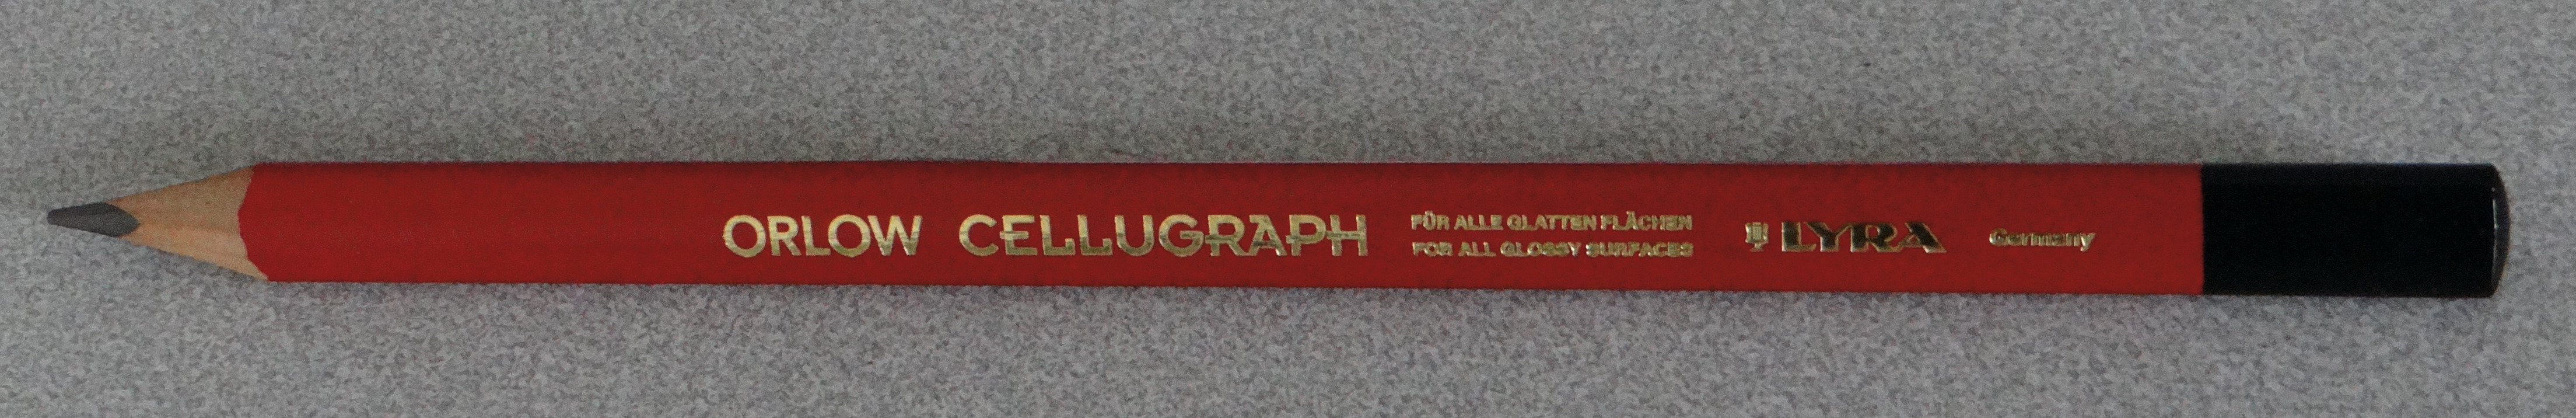 ORLOW CELLUGRAPH
FÜR ALLE GLATTEN FLÄCHEN
FOR ALL GLOSSY SURFACES
LYRA Germany